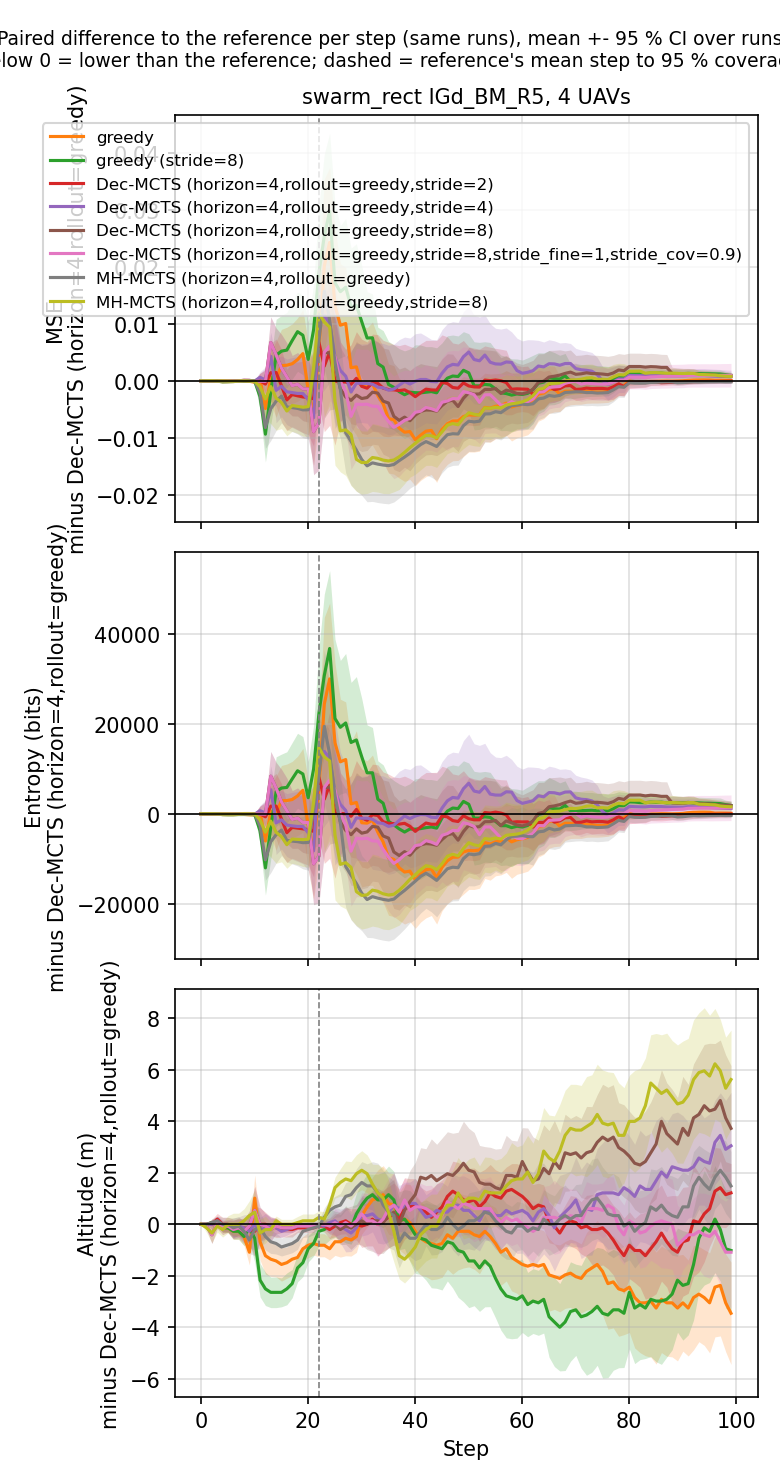 Paired difference to the reference per step (same runs), mean +- 95 % CI over runs
low 0 = lower than the reference; dashed = reference's mean step to 95 %
swarm_rect IGd_BM_R5, 4 UAVs
greedy
greedy (stride=8)
Dec-MCTS (horizon=4,rollout=greedy,stride=2)
Dec-MCTS (horizon=4,rollout=greedy,stride=4)
Dec-MCTS (horizon=4,rollout=greedy,stride=8)
Dec-MCTS (horizon=4,rollout=greedy,stride=8,stride_fine=1,stride_cov=0.9)
MH-MCTS (horizon=4,rollout=greedy)
MH-MCTS (horizon=4,rollout=greedy,stride=8)
MSE
minus Dec-MCTS (horizon=4,rollout=greedy)
0.04
0.03
0.02
0.01
0.00
−0.01
−0.02
Entropy (bits)
minus Dec-MCTS (horizon=4,rollout=greedy)
40000
20000
0
−20000
Altitude (m)
minus Dec-MCTS (horizon=4,rollout=greedy)
8
6
4
2
0
−2
−4
−6
0 20 40 60 80 100
Step